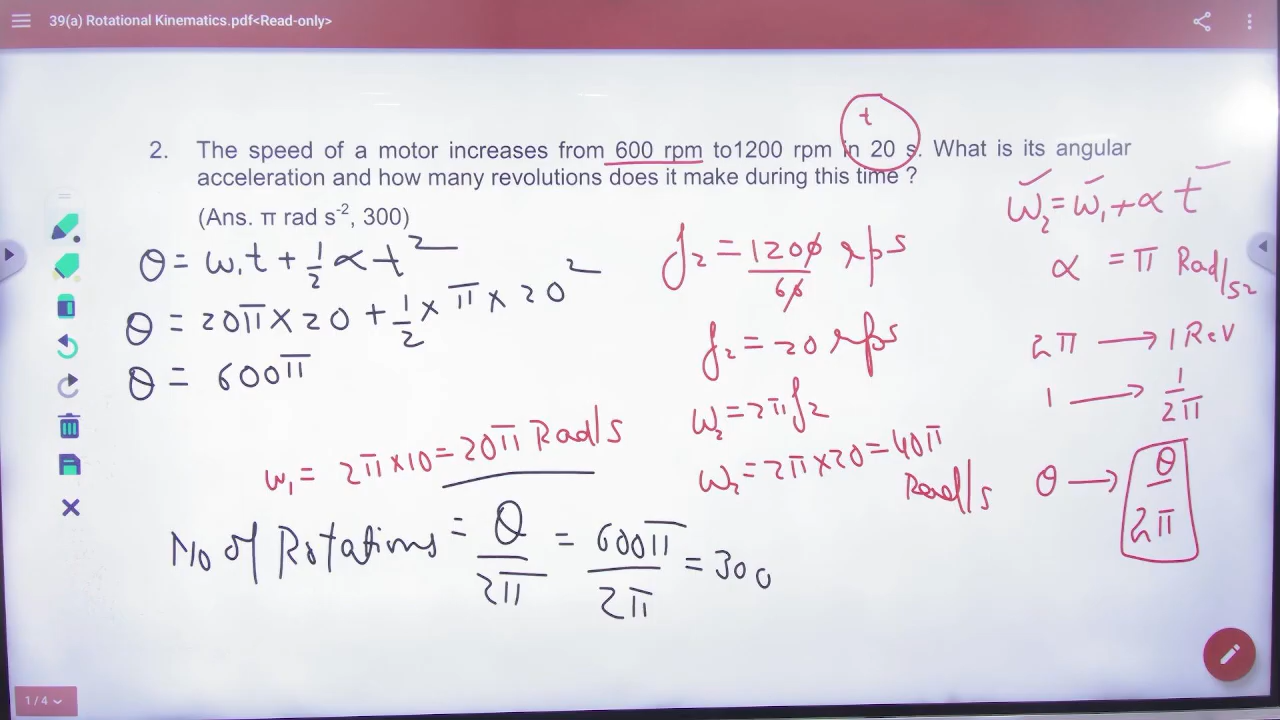 39(a) Rotational Kinematics.pdf<Read-only>
t
2. The speed of a motor increases from 600 rpm to1200 rpm in 20 s. What is its angular
acceleration and how many revolutions does it make during this time ?
(Ans. π rad s⁻², 300)
θ = ω₁t + 1/2 αt²
θ = 20π × 20 + 1/2 × π × 20²
θ = 600π
ω₁ = 2π×10 = 20π Rad/s
No of Rotations = θ/2π = 600π/2π = 300
f₂ = 1200/60 rps
f₂ = 20 rps
ω₂ = 2πf₂
ω₂ = 2π×20 = 40π
Rad/s
ω₂ = ω₁ + αt
α = π Rad/s²
2π → 1 Rev
1 → 1/2π
θ → θ/2π
1 / 4